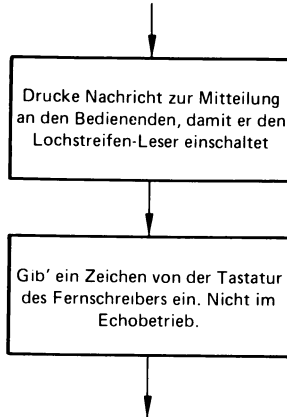 Drucke Nachricht zur Mitteilung
an den Bedienenden, damit er den
Lochstreifen-Leser einschaltet
Gib' ein Zeichen von der Tastatur
des Fernschreibers ein. Nicht im
Echobetrieb.